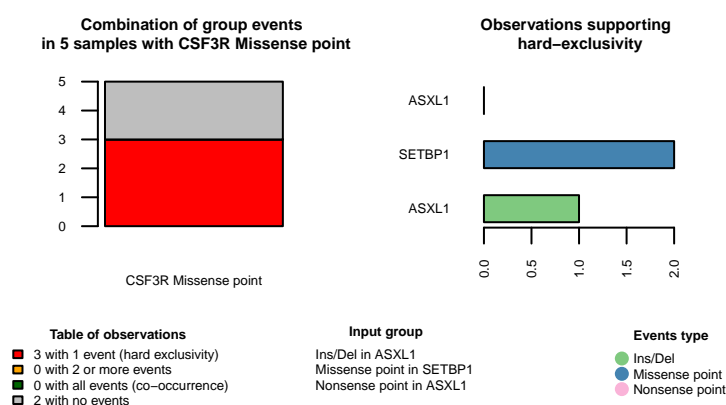 Combination of group events
in 5 samples with CSF3R Missense point
5
4
3
2
1
0
CSF3R Missense point
Observations supporting
hard−exclusivity
ASXL1
SETBP1
ASXL1
0.0
0.5
1.0
1.5
2.0
Table of observations
3 with 1 event (hard exclusivity)
0 with 2 or more events
0 with all events (co−occurrence)
2 with no events
Input group
Ins/Del in ASXL1
Missense point in SETBP1
Nonsense point in ASXL1
Events type
Ins/Del
Missense point
Nonsense point